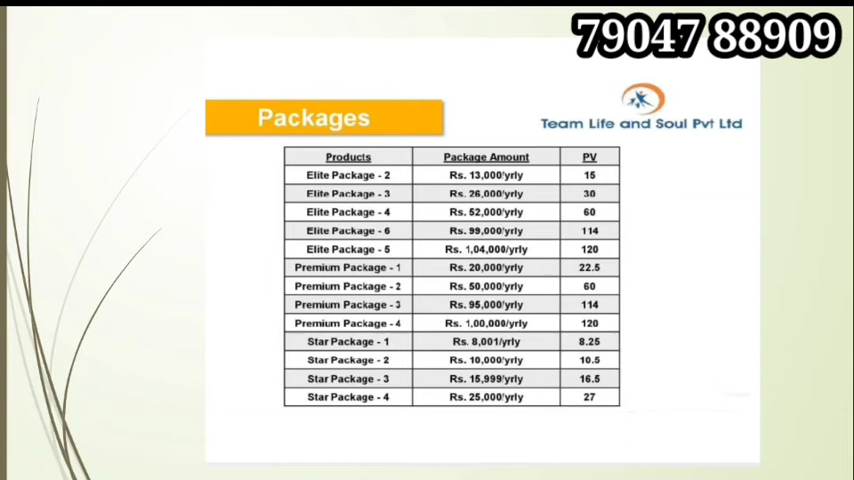 79047 88909
Packages
Team Life and Soul Pvt Ltd
Products Package Amount PV
Elite Package - 2 Rs. 13,000/yrly 15
Elite Package - 3 Rs. 26,000/yrly 30
Elite Package - 4 Rs. 52,000/yrly 60
Elite Package - 6 Rs. 99,000/yrly 114
Elite Package - 5 Rs. 1,04,000/yrly 120
Premium Package - 1 Rs. 20,000/yrly 22.5
Premium Package - 2 Rs. 50,000/yrly 60
Premium Package - 3 Rs. 95,000/yrly 114
Premium Package - 4 Rs. 1,00,000/yrly 120
Star Package - 1 Rs. 8,001/yrly 8.25
Star Package - 2 Rs. 10,000/yrly 10.5
Star Package - 3 Rs. 15,999/yrly 16.5
Star Package - 4 Rs. 25,000/yrly 27